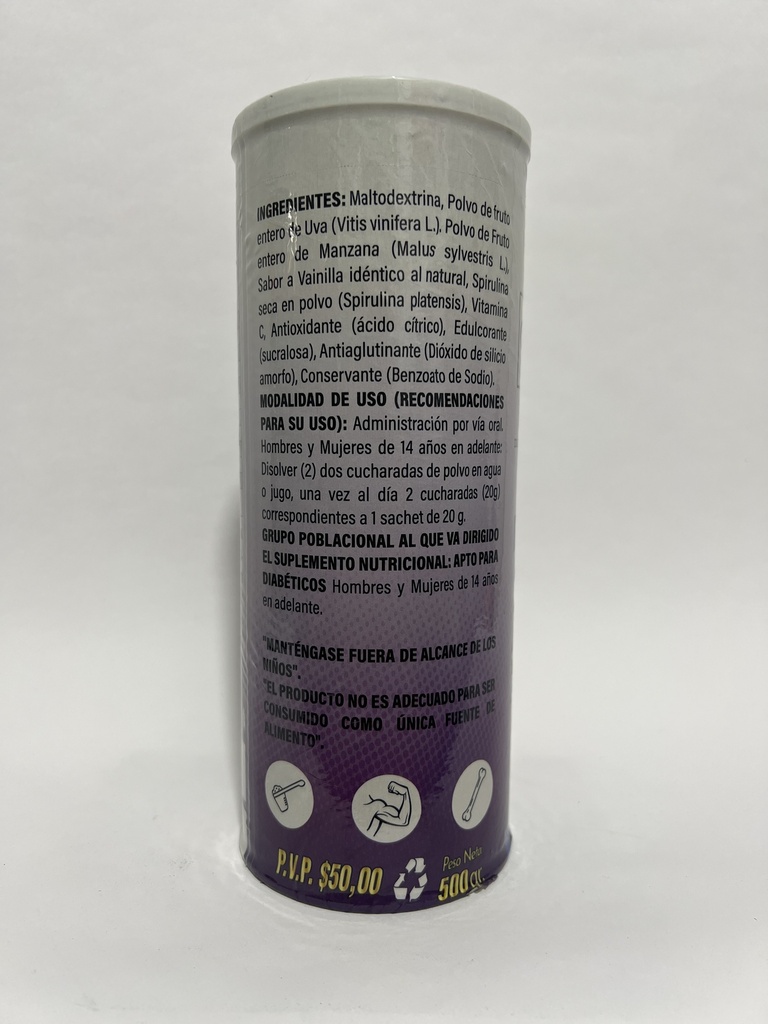 INGREDIENTES: Maltodextrina, Polvo de fruto
entero de Uva (Vitis vinifera L.). Polvo de Fruto
entero de Manzana (Malus sylvestris L.),
Sabor a Vainilla idéntico al natural, Spirulina
seca en polvo (Spirulina platensis), Vitamina
C, Antioxidante (ácido cítrico), Edulcorante
(sucralosa), Antiaglutinante (Dióxido de silicio
amorfo), Conservante (Benzoato de Sodio).
MODALIDAD DE USO (RECOMENDACIONES
PARA SU USO): Administración por vía oral.
Hombres y Mujeres de 14 años en adelante:
Disolver (2) dos cucharadas de polvo en agua
o jugo, una vez al día 2 cucharadas (20g)
correspondientes a 1 sachet de 20 g.
GRUPO POBLACIONAL AL QUE VA DIRIGIDO
EL SUPLEMENTO NUTRICIONAL: APTO PARA
DIABÉTICOS Hombres y Mujeres de 14 años
en adelante.
"MANTÉNGASE FUERA DE ALCANCE DE LOS
NIÑOS".
"EL PRODUCTO NO ES ADECUADO PARA SER
CONSUMIDO COMO ÚNICA FUENTE DE
ALIMENTO".
P.V.P. $50,00
Peso Neto
500gr.